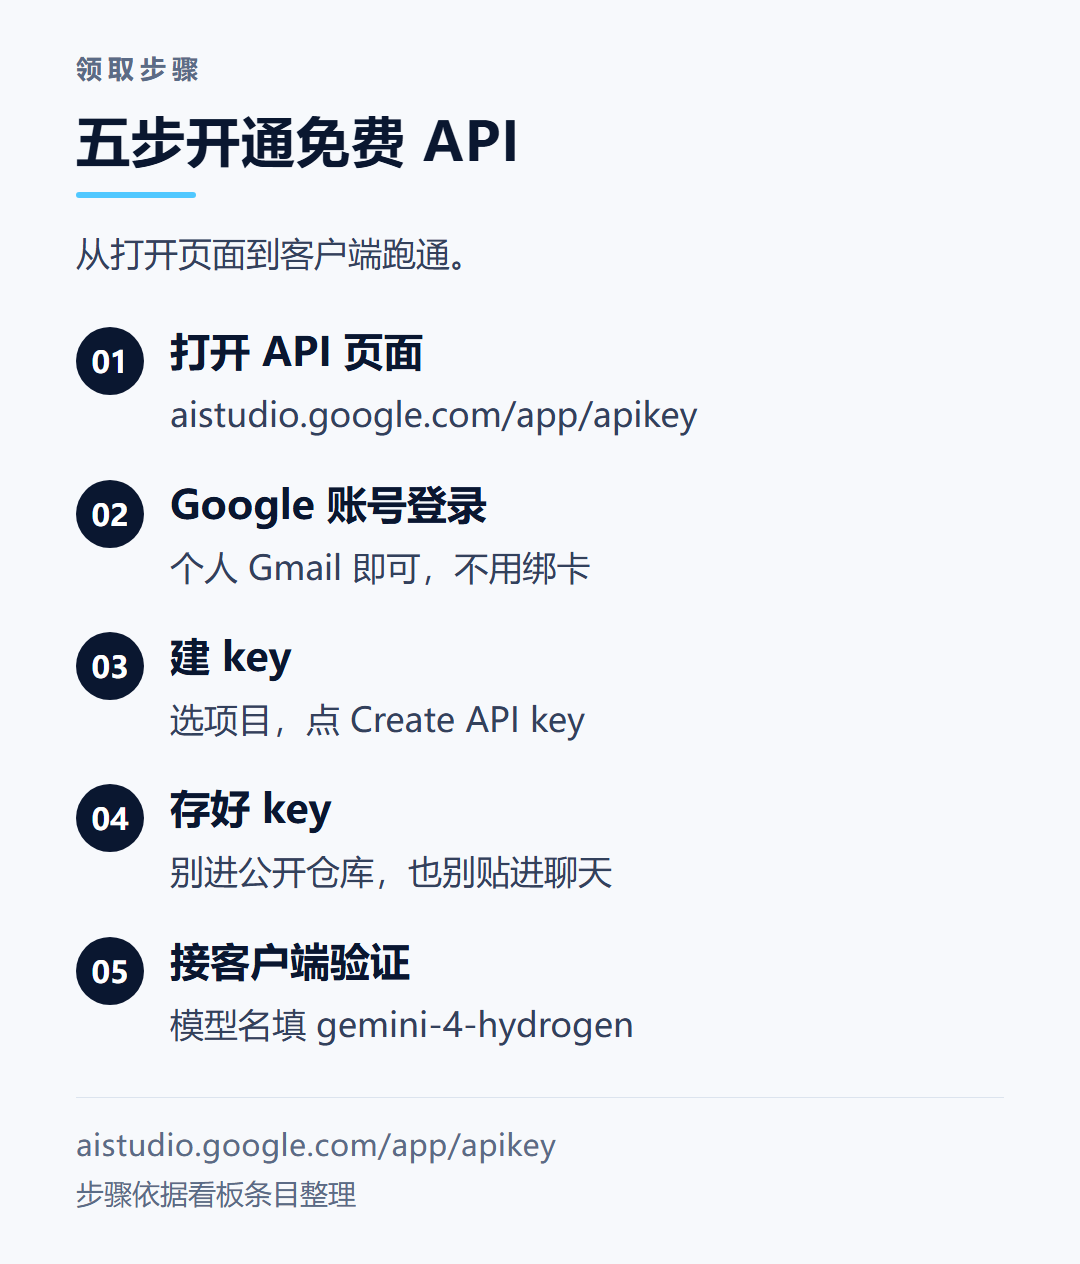 领取步骤
五步开通免费 API
从打开页面到客户端跑通。
01
打开 API 页面
aistudio.google.com/app/apikey
02
Google 账号登录
个人 Gmail 即可，不用绑卡
03
建 key
选项目，点 Create API key
04
存好 key
别进公开仓库，也别贴进聊天
05
接客户端验证
模型名填 gemini-4-hydrogen
aistudio.google.com/app/apikey
步骤依据看板条目整理